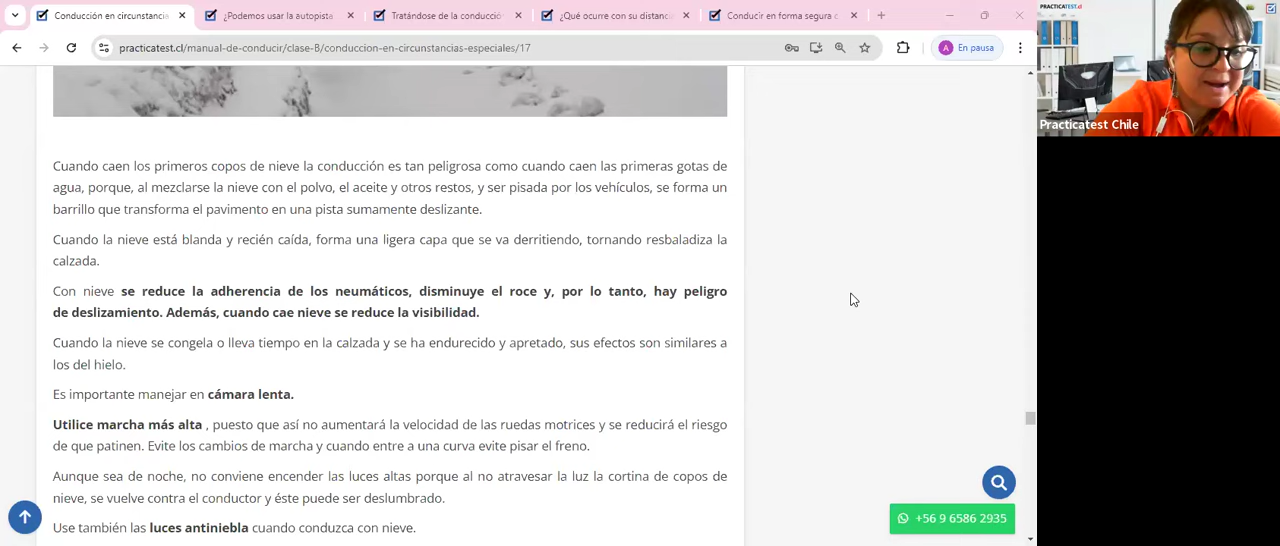 Conducción en circunstancia
¿Podemos usar la autopista
Tratándose de la conducció
¿Qué ocurre con su distanci
Conducir en forma segura c
practicatest.cl/manual-de-conducir/clase-B/conduccion-en-circunstancias-especiales/17
A En pausa
PRACTICATEST.cl
Practicatest Chile
Cuando caen los primeros copos de nieve la conducción es tan peligrosa como cuando caen las primeras gotas de
agua, porque, al mezclarse la nieve con el polvo, el aceite y otros restos, y ser pisada por los vehículos, se forma un
barrillo que transforma el pavimento en una pista sumamente deslizante.
Cuando la nieve está blanda y recién caída, forma una ligera capa que se va derritiendo, tornando resbaladiza la
calzada.
Con nieve se reduce la adherencia de los neumáticos, disminuye el roce y, por lo tanto, hay peligro
de deslizamiento. Además, cuando cae nieve se reduce la visibilidad.
Cuando la nieve se congela o lleva tiempo en la calzada y se ha endurecido y apretado, sus efectos son similares a
los del hielo.
Es importante manejar en cámara lenta.
Utilice marcha más alta , puesto que así no aumentará la velocidad de las ruedas motrices y se reducirá el riesgo
de que patinen. Evite los cambios de marcha y cuando entre a una curva evite pisar el freno.
Aunque sea de noche, no conviene encender las luces altas porque al no atravesar la luz la cortina de copos de
nieve, se vuelve contra el conductor y éste puede ser deslumbrado.
Use también las luces antiniebla cuando conduzca con nieve.
+56 9 6586 2935